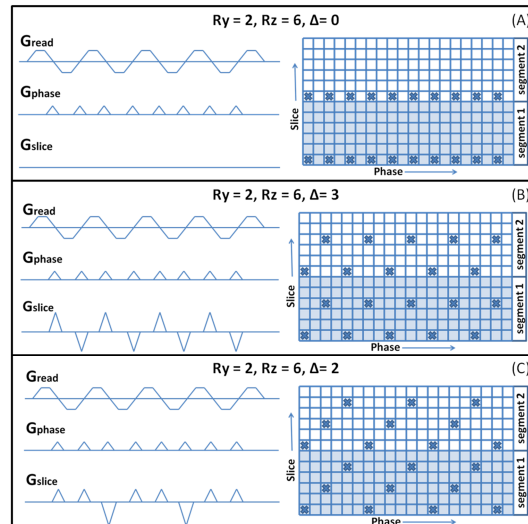 Ry = 2, Rz = 6, Δ= 0
(A)
Gread
Gphase
Gslice
Slice
Phase
segment 2
segment 1
Ry = 2, Rz = 6, Δ= 3
(B)
Gread
Gphase
Gslice
Slice
Phase
segment 2
segment 1
Ry = 2, Rz = 6, Δ= 2
(C)
Gread
Gphase
Gslice
Slice
Phase
segment 2
segment 1